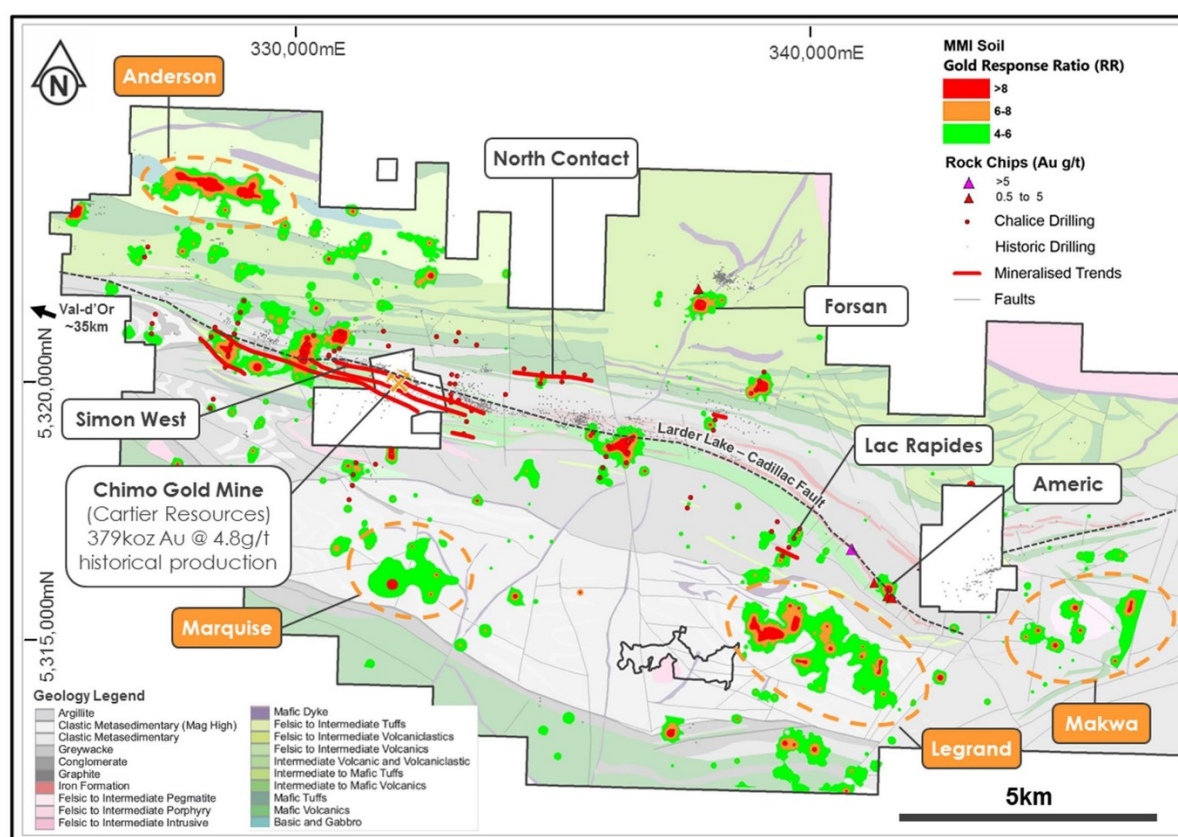 330,000mE
340,000mE
N
Anderson
North Contact
MMI Soil
Gold Response Ratio (RR)
>8
6-8
4-6
Rock Chips (Au g/t)
>5
0.5 to 5
Chalice Drilling
Historic Drilling
Mineralised Trends
Faults
Val-d'Or
~35km
Forsan
5,320,000mN
Simon West
Larder Lake – Cadillac Fault
Lac Rapides
Americ
Chimo Gold Mine
(Cartier Resources)
379koz Au @ 4.8g/t
historical production
Marquise
5,315,000mN
Makwa
Legrand
Geology Legend
Argillite
Clastic Metasedimentary (Mag High)
Clastic Metasedimentary
Greywacke
Conglomerate
Graphite
Iron Formation
Felsic to Intermediate Pegmatite
Felsic to Intermediate Porphyry
Felsic to Intermediate Intrusive
Mafic Dyke
Felsic to Intermediate Tuffs
Felsic to Intermediate Volcaniclastics
Felsic to Intermediate Volcanics
Intermediate Volcanic and Volcaniclastic
Intermediate to Mafic Tuffs
Intermediate to Mafic Volcanics
Mafic Tuffs
Mafic Volcanics
Basic and Gabbro
5km